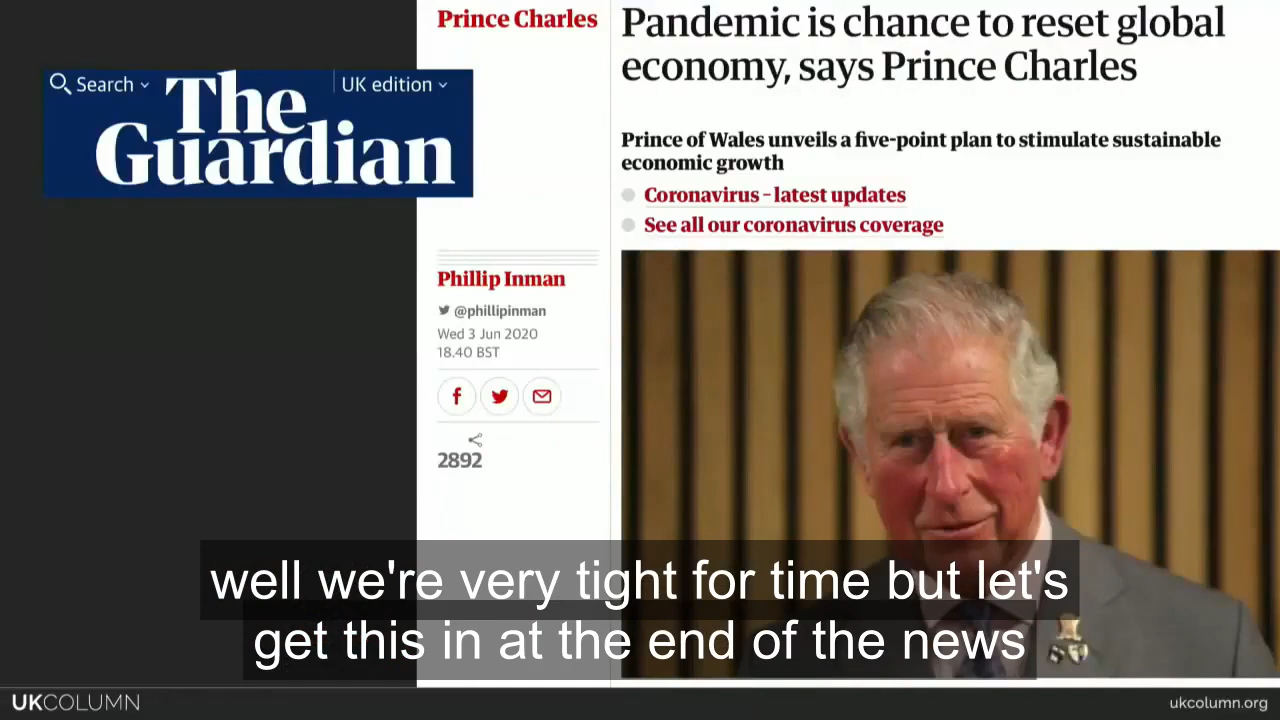 Prince Charles
Pandemic is chance to reset global
economy, says Prince Charles
Search
UK edition
The
Guardian
Prince of Wales unveils a five-point plan to stimulate sustainable
economic growth
Coronavirus – latest updates
See all our coronavirus coverage
Phillip Inman
@phillipinman
Wed 3 Jun 2020
18.40 BST
2892
well we're very tight for time but let's
get this in at the end of the news
UKCOLUMN
ukcolumn.org